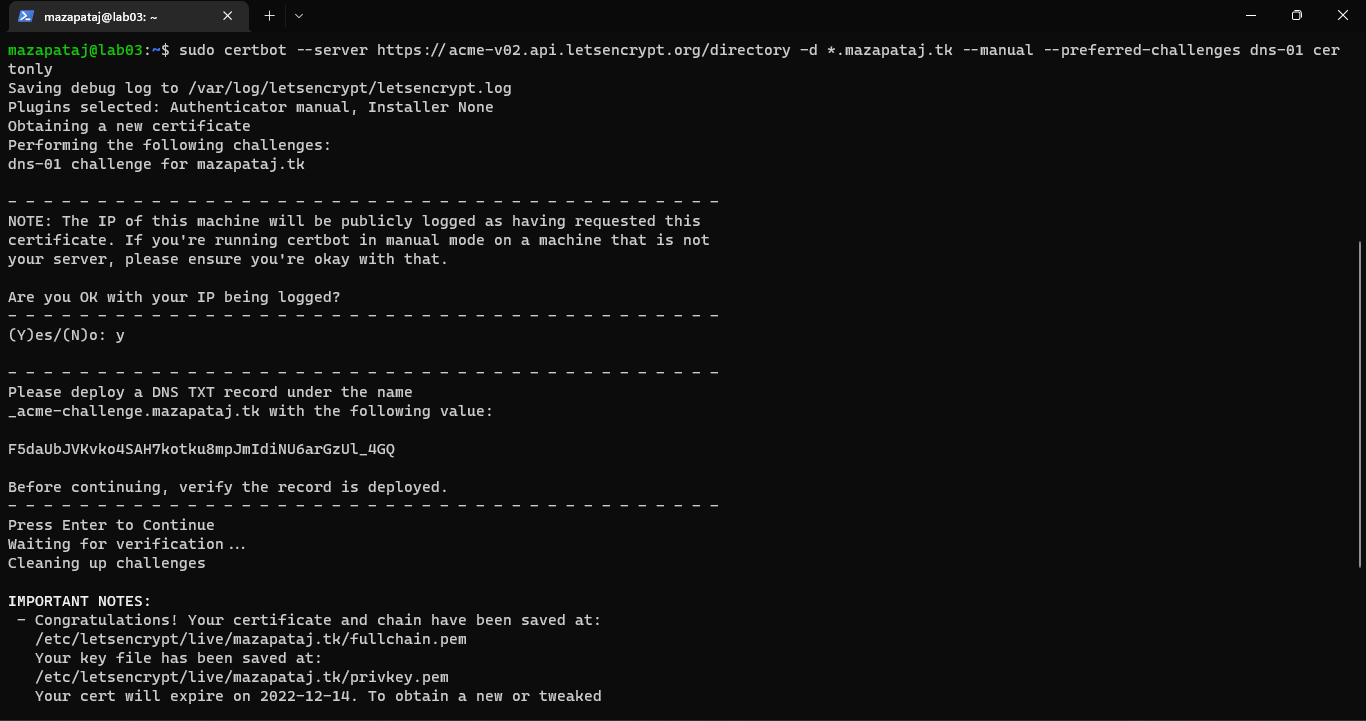 mazapataj@lab03: ~
mazapataj@lab03:~$ sudo certbot --server https://acme-v02.api.letsencrypt.org/directory -d *.mazapataj.tk --manual --preferred-challenges dns-01 cer
tonly
Saving debug log to /var/log/letsencrypt/letsencrypt.log
Plugins selected: Authenticator manual, Installer None
Obtaining a new certificate
Performing the following challenges:
dns-01 challenge for mazapataj.tk
- - - - - - - - - - - - - - - - - - - - - - - - - - - - - - - - - - - - - - - -
NOTE: The IP of this machine will be publicly logged as having requested this
certificate. If you're running certbot in manual mode on a machine that is not
your server, please ensure you're okay with that.
Are you OK with your IP being logged?
- - - - - - - - - - - - - - - - - - - - - - - - - - - - - - - - - - - - - - - -
(Y)es/(N)o: y
- - - - - - - - - - - - - - - - - - - - - - - - - - - - - - - - - - - - - - - -
Please deploy a DNS TXT record under the name
_acme-challenge.mazapataj.tk with the following value:
F5daUbJVKvko4SAH7kotku8mpJmIdiNU6arGzUl_4GQ
Before continuing, verify the record is deployed.
- - - - - - - - - - - - - - - - - - - - - - - - - - - - - - - - - - - - - - - -
Press Enter to Continue
Waiting for verification...
Cleaning up challenges
IMPORTANT NOTES:
- Congratulations! Your certificate and chain have been saved at:
/etc/letsencrypt/live/mazapataj.tk/fullchain.pem
Your key file has been saved at:
/etc/letsencrypt/live/mazapataj.tk/privkey.pem
Your cert will expire on 2022-12-14. To obtain a new or tweaked